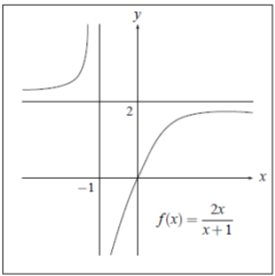 y
2
x
−1
f(x) = 2x/(x+1)